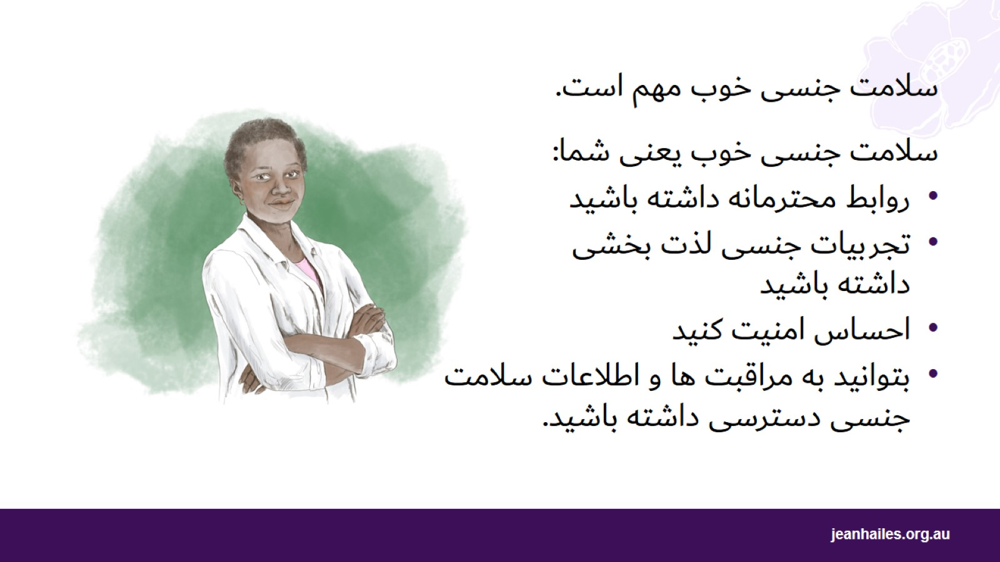 سلامت جنسی خوب مهم است.
سلامت جنسی خوب یعنی شما:
• روابط محترمانه داشته باشید
• تجربیات جنسی لذت بخشی
داشته باشید
• احساس امنیت کنید
• بتوانید به مراقبت ها و اطلاعات سلامت
جنسی دسترسی داشته باشید.
jeanhailes.org.au